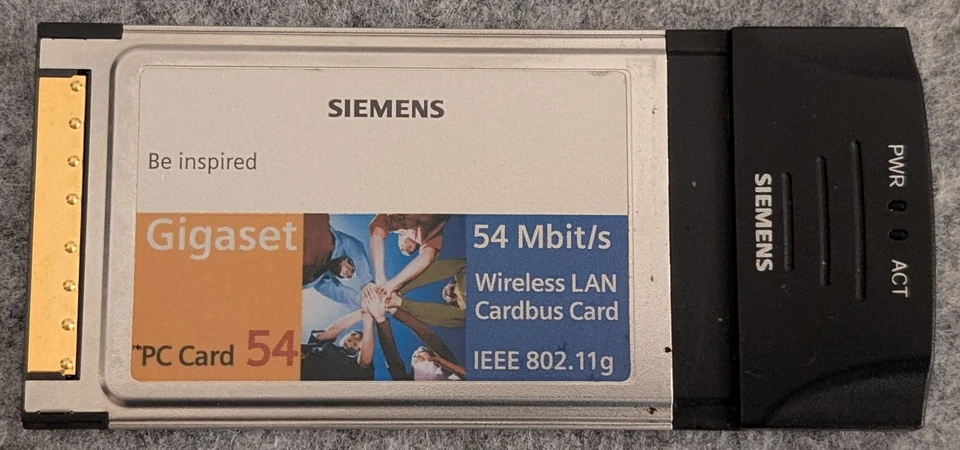 SIEMENS
Be inspired
Gigaset
PC Card 54
54 Mbit/s
Wireless LAN
Cardbus Card
IEEE 802.11g
SIEMENS
PWR
ACT